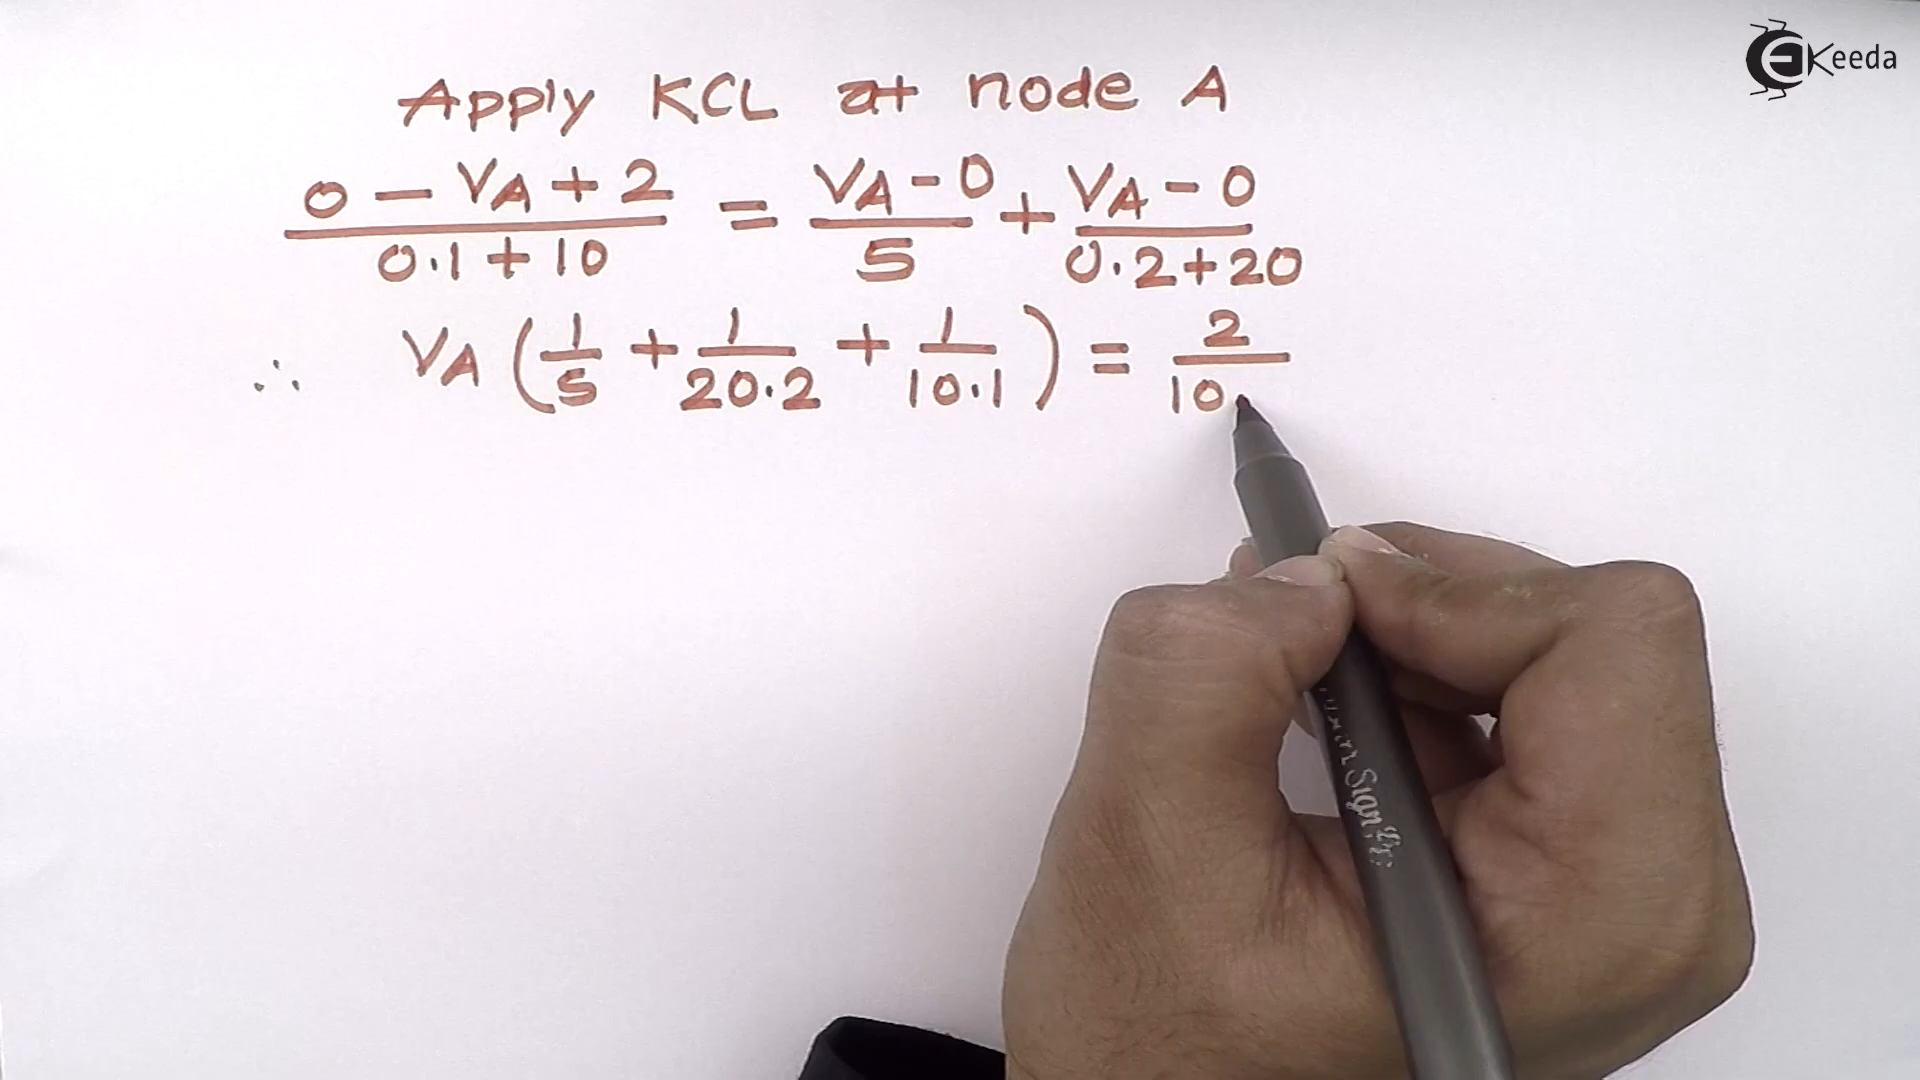 Keeda
Apply KCL at node A
(0 - VA + 2)/(0.1 + 10) = (VA - 0)/5 + (VA - 0)/(0.2 + 20)
∴ VA (1/5 + 1/20.2 + 1/10.1) = 2/10.